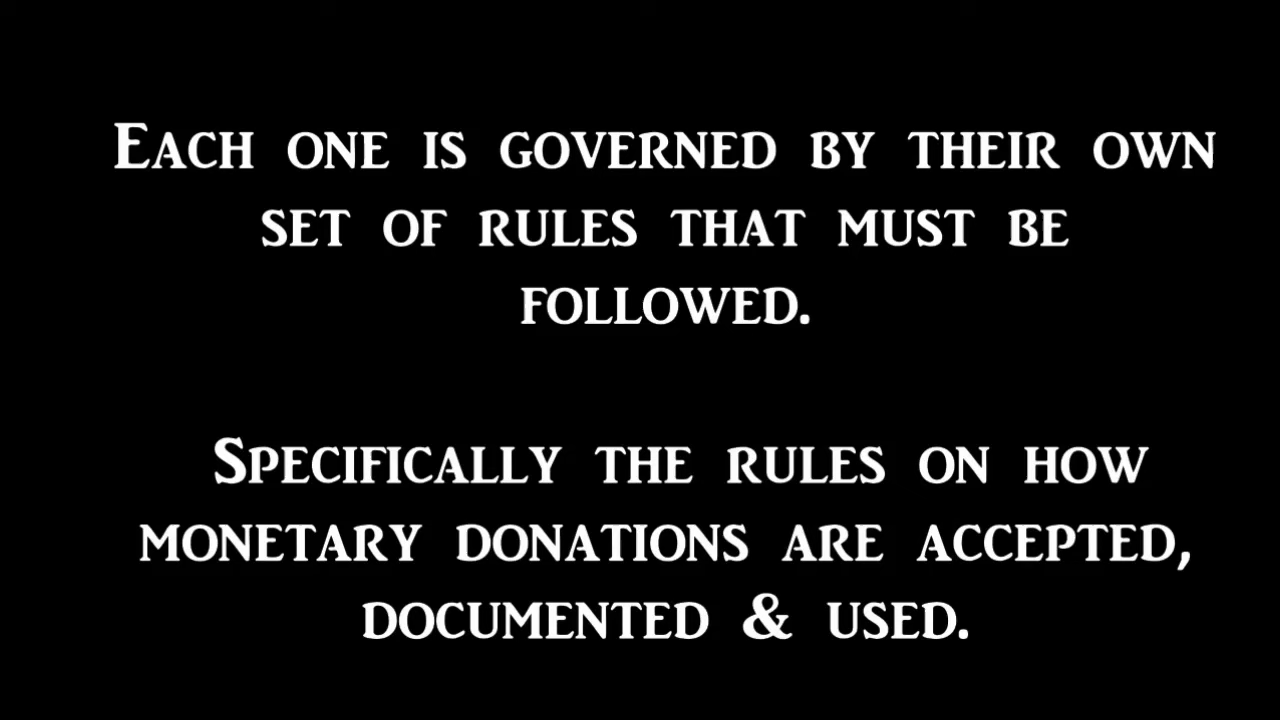 Each one is governed by their own
set of rules that must be
followed.
Specifically the rules on how
monetary donations are accepted,
documented & used.